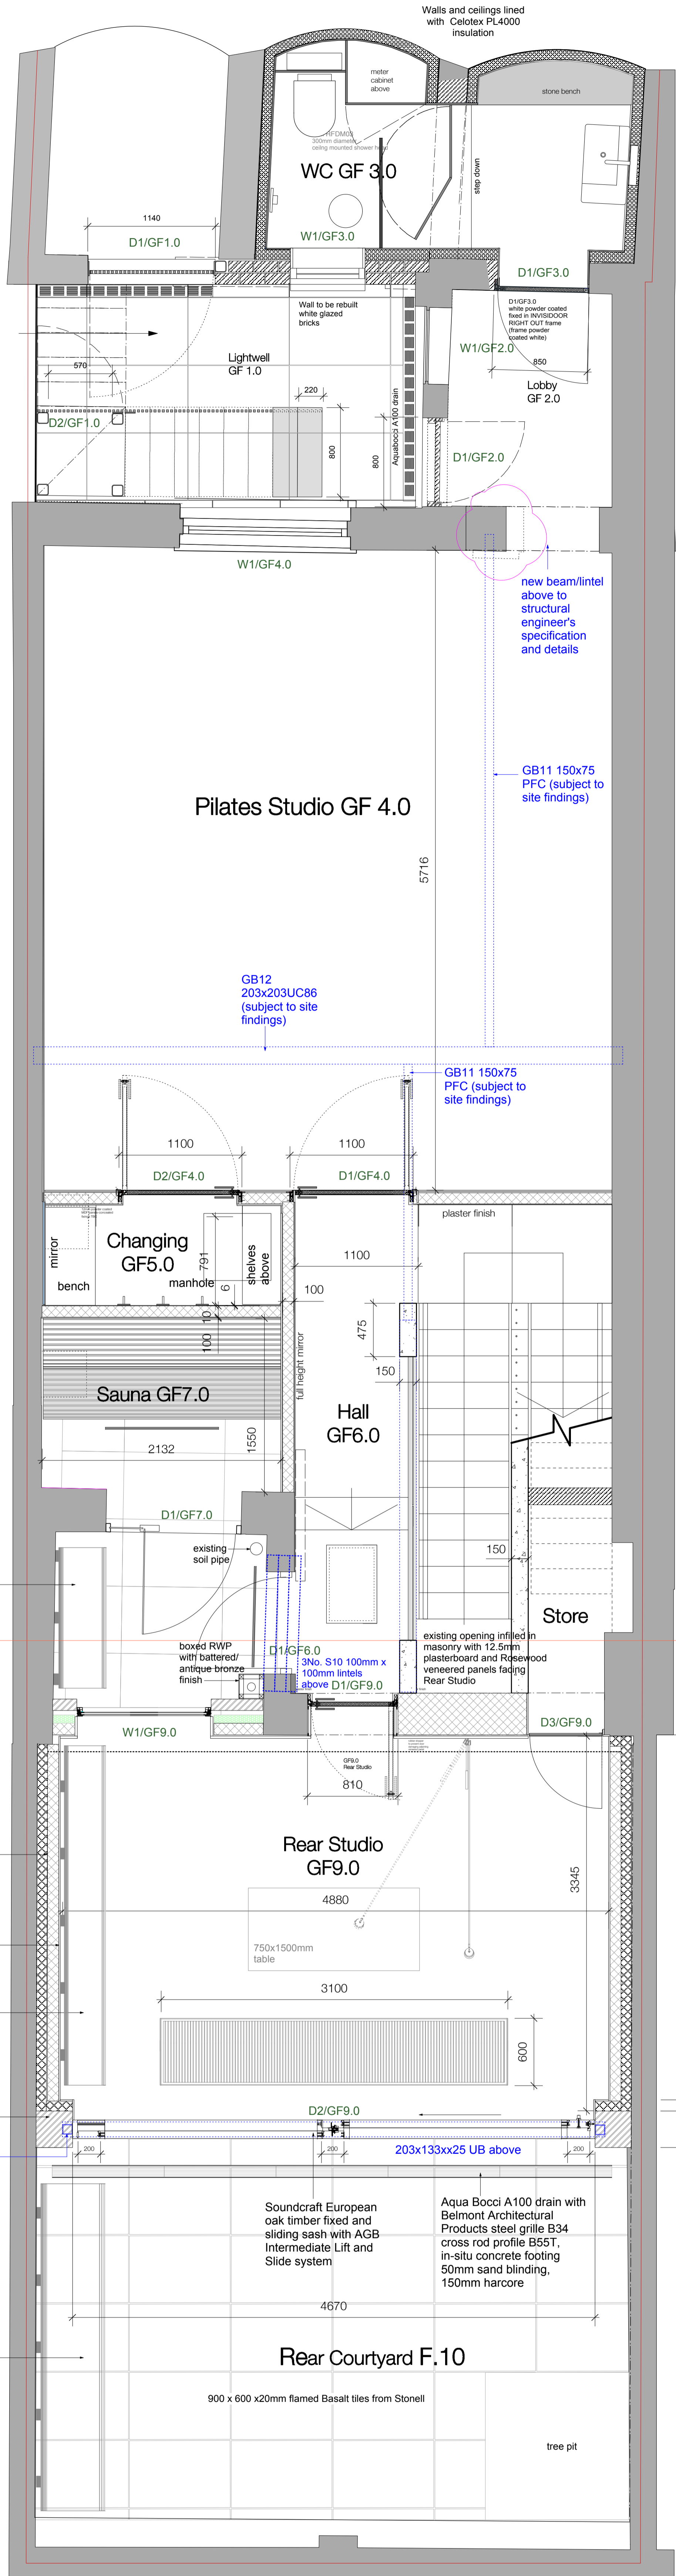 Walls and ceilings lined
with  Celotex PL4000
insulation
meter
cabinet
above
stone bench
RFDM03
300mm diameter
ceiling mounted shower head
WC GF 3.0
step down
1140
D1/GF1.0
W1/GF3.0
D1/GF3.0
Wall to be rebuilt
white glazed
bricks
D1/GF3.0
white powder coated
fixed in INVISIDOOR
RIGHT OUT frame
(frame powder
coated white)
W1/GF2.0
850
Lightwell
GF 1.0
570
220
Lobby
GF 2.0
Aquabocci A100 drain
D2/GF1.0
800
800
D1/GF2.0
W1/GF4.0
new beam/lintel
above to
structural
engineer's
specification
and details
GB11 150x75
PFC (subject to
site findings)
Pilates Studio GF 4.0
5716
GB12
203x203UC86
(subject to site
findings)
GB11 150x75
PFC (subject to
site findings)
1100
1100
D2/GF4.0
D1/GF4.0
plaster finish
mirror
Changing
GF5.0
bench
manhole
791
6
shelves
above
1100
100
10
100
475
150
full height mirror
Sauna GF7.0
Hall
GF6.0
2132
1550
D1/GF7.0
existing
soil pipe
150
Store
boxed RWP
with battered/
antique bronze
finish
D1/GF6.0
3No. S10 100mm x
100mm lintels
above
D1/GF9.0
existing opening infilled in
masonry with 12.5mm
plasterboard and Rosewood
veneered panels facing
Rear Studio
W1/GF9.0
D3/GF9.0
GF9.0
Rear Studio
810
Rear Studio
GF9.0
3345
4880
750x1500mm
table
3100
600
D2/GF9.0
200
200
203x133xx25 UB above
200
Soundcraft European
oak timber fixed and
sliding sash with AGB
Intermediate Lift and
Slide system
Aqua Bocci A100 drain with
Belmont Architectural
Products steel grille B34
cross rod profile B55T,
in-situ concrete footing
50mm sand blinding,
150mm harcore
4670
Rear Courtyard F.10
900 x 600 x20mm flamed Basalt tiles from Stonell
tree pit